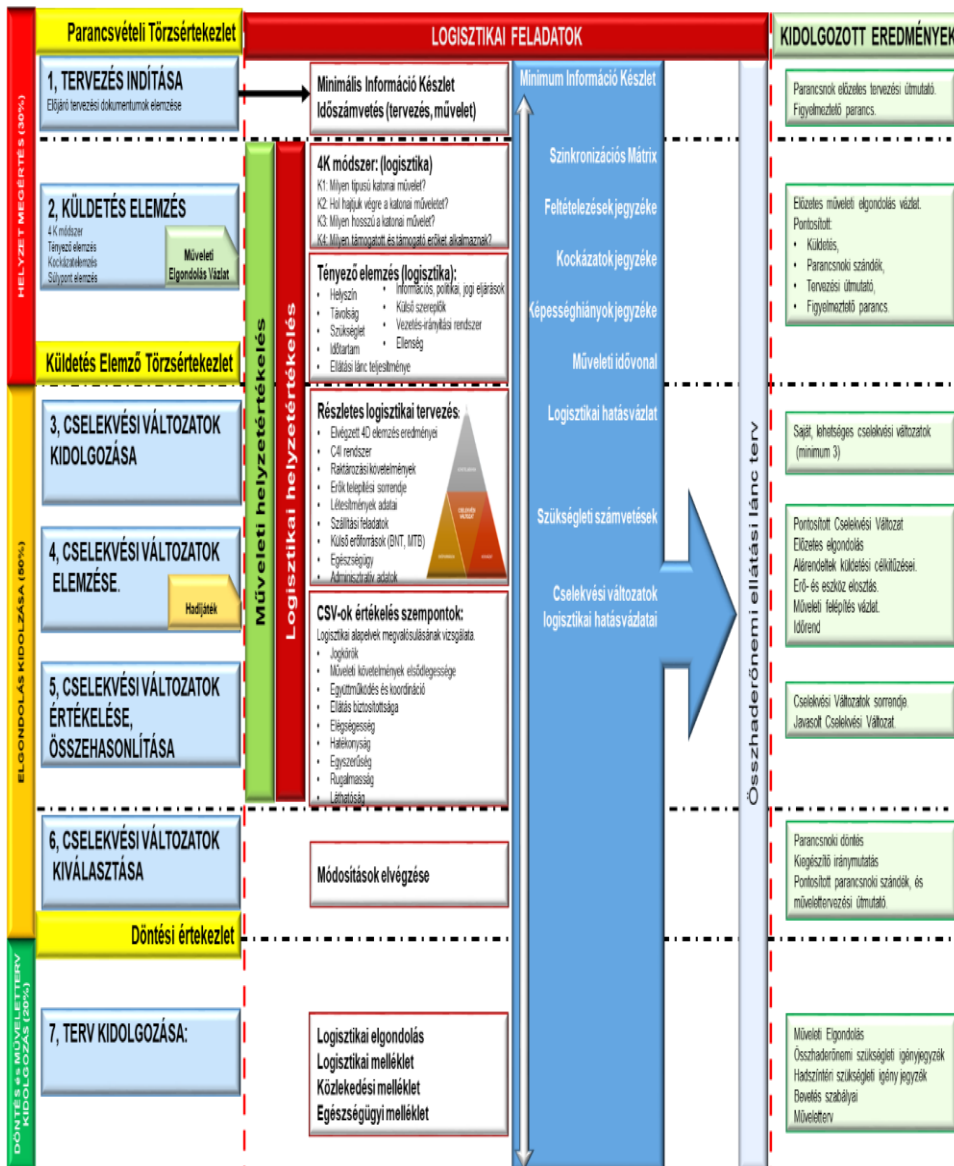 Parancsvételi Törzsértekezlet
LOGISZTIKAI FELADATOK
KIDOLGOZOTT EREDMÉNYEK
HELYZET MEGÉRTÉS (30%)
1, TERVEZÉS INDÍTÁSA
Előjáró tervezési dokumentumok elemzése
Minimális Információ Készlet
Időszámvetés (tervezés, művelet)
Parancsnok előzetes tervezési útmutató.
Figyelmeztető parancs.
2, KÜLDETÉS ELEMZÉS
4 K módszer
Tényező elemzés
Kockázatelemzés
Súlypont elemzés
Műveleti
Elgondolás Vázlat
4K módszer: (logisztika)
K1: Milyen típusú katonai művelet?
K2: Hol hajtjuk végre a katonai műveletet?
K3: Milyen hosszú a katonai művelet?
K4: Milyen támogatott és támogató erőket alkalmaznak?
Tényező elemzés (logisztika):
• Helyszín
• Távolság
• Szükséglet
• Időtartam
• Ellátási lánc teljesítménye
• Információs, politikai, jogi eljárások
• Külső szereplők
• Vezetés-irányítási rendszer
• Ellenség
Előzetes műveleti elgondolás vázlat.
Pontosított:
• Küldetés,
• Parancsnoki szándék,
• Tervezési útmutató,
• Figyelmeztető parancs.
Küldetés Elemző Törzsértekezlet
ELGONDOLÁS KIDOLZÁSA (80%)
3, CSELEKVÉSI VÁLTOZATOK
KIDOLGOZÁSA
Műveleti helyzetértékelés
Logisztikai helyzetértékelés
Részletes logisztikai tervezés:
• Elvégzett 4D elemzés eredményei
• C4I rendszer
• Raktározási követelmények
• Erők telepítési sorrendje
• Létesítmények adatai
• Szállítási feladatok
• Külső erőforrások (BNT, MTB)
• Egészségügy
• Adminisztratív adatok
CSELEKVÉSI
VÁLTOZAT
Saját, lehetséges cselekvési változatok
(minimum 3)
4, CSELEKVÉSI VÁLTOZATOK
ELEMZÉSE.
Hadijáték
Pontosított Cselekvési Változat
Előzetes elgondolás
Alárendeltek küldetési célkitűzései.
Erő- és eszköz elosztás.
Műveleti felépítés vázlat.
Időrend
5, CSELEKVÉSI VÁLTOZATOK
ÉRTÉKELÉSE,
ÖSSZEHASONLÍTÁSA
CSV-ok értékelés szempontok:
Logisztikai alapelvek megvalósulásának vizsgálata.
• Jogkörök
• Műveleti követelmények elsődlegessége
• Együttműködés és koordináció
• Ellátás biztosítottsága
• Elégségesség
• Hatékonyság
• Egyszerűség
• Rugalmasság
• Láthatóság
Cselekvési Változatok sorrendje.
Javasolt Cselekvési Változat.
6, CSELEKVÉSI VÁLTOZATOK
KIVÁLASZTÁSA
Módosítások elvégzése
Parancsnoki döntés
Kiegészítő iránymutatás
Pontosított parancsnoki szándék, és
művelettervezési útmutató.
Döntési értekezlet
DÖNTÉS és MŰVELETTERV
KIDOLGOZÁS (20%)
7, TERV KIDOLGOZÁSA:
Logisztikai elgondolás
Logisztikai melléklet
Közlekedési melléklet
Egészségügyi melléklet
Műveleti Elgondolás
Összhaderőnemi szükségleti igényjegyzék
Hadszíntéri szükségleti igény jegyzék
Bevetés szabályai
Műveletterv
Minimum Információ Készlet
Szinkronizációs Mátrix
Feltételezések jegyzéke
Kockázatok jegyzéke
Képességhiányok jegyzéke
Műveleti idővonal
Logisztikai hatásvázlat
Szükségleti számvetések
Cselekvési változatok
logisztikai hatásvázlatai
Összhaderőnemi ellátási lánc terv